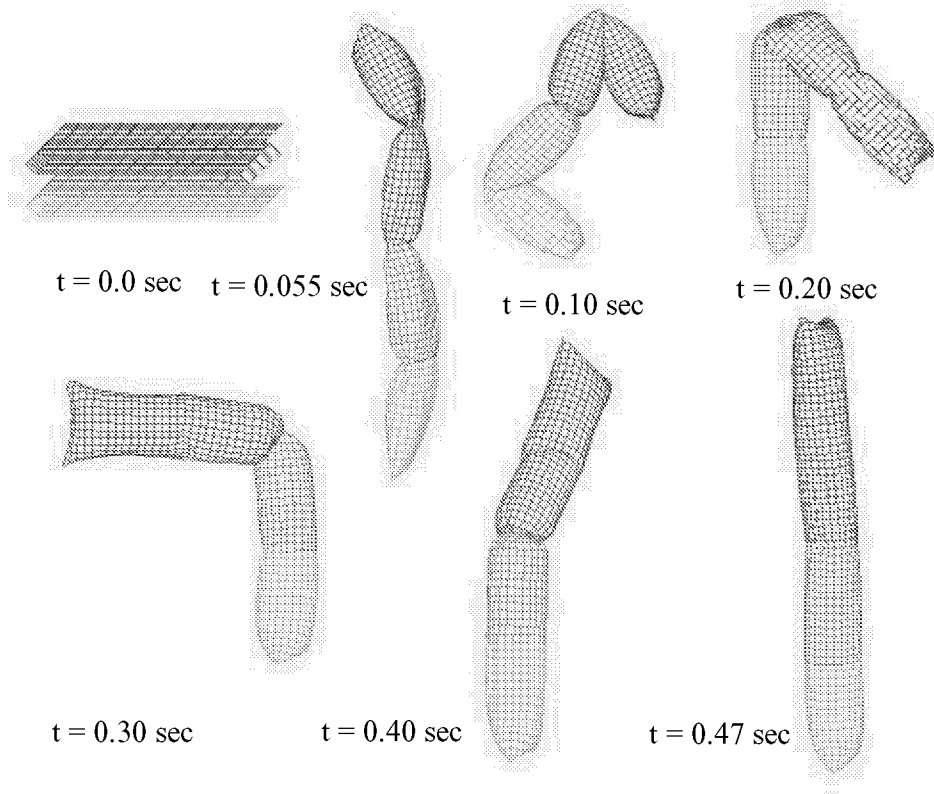 t = 0.0 sec
t = 0.055 sec
t = 0.10 sec
t = 0.20 sec
t = 0.30 sec
t = 0.40 sec
t = 0.47 sec